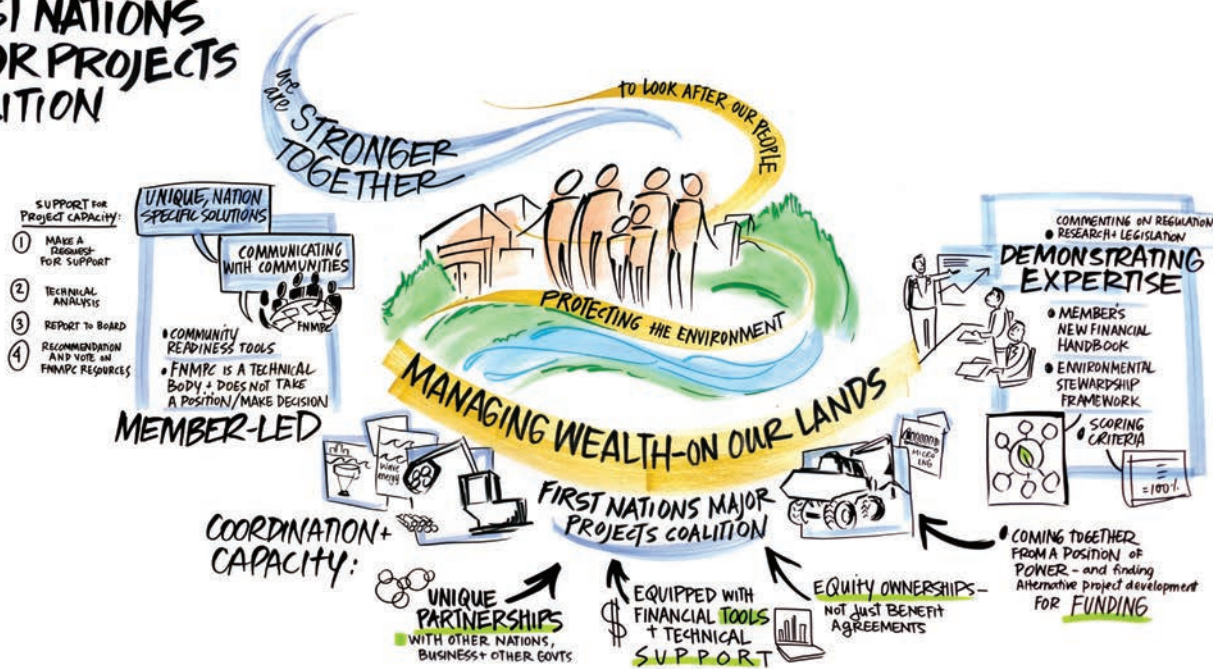 ST NATIONS
OR PROJECTS
LITION
we are STRONGER
TOGETHER
to LOOK AFTER OUR PEOPLE
PROTECTING the ENVIRONMENT
MANAGING WEALTH-ON OUR LANDS
FIRST NATIONS MAJOR
PROJECTS COALITION
SUPPORT FOR
PROJECT CAPACITY:
1 MAKE A
REQUEST
FOR SUPPORT
2 TECHNICAL
ANALYSIS
3 REPORT TO BOARD
4 RECOMMENDATION
AND VOTE ON
FNMPC RESOURCES
UNIQUE, NATION
SPECIFIC SOLUTIONS
COMMUNICATING
WITH COMMUNITIES
FNMPC
• COMMUNITY
READINESS TOOLS
• FNMPC IS A TECHNICAL
BODY + DOES NOT TAKE
A POSITION/MAKE DECISION
MEMBER-LED
COMMENTING ON REGULATION
• RESEARCH + LEGISLATION
DEMONSTRATING
EXPERTISE
• MEMBER'S
NEW FINANCIAL
HANDBOOK
• ENVIRONMENTAL
STEWARDSHIP
FRAMEWORK
• SCORING
CRITERIA
=100%
wave
energy
MICRO
COORDINATION +
CAPACITY:
UNIQUE
PARTNERSHIPS
WITH OTHER NATIONS,
BUSINESS + OTHER GOVTS
$
EQUIPPED WITH
FINANCIAL TOOLS
+ TECHNICAL
SUPPORT
EQUITY OWNERSHIPS-
NOT JUST BENEFIT
AGREEMENTS
• COMING TOGETHER
FROM A POSITION OF
POWER - and finding
Alternative project development
FOR FUNDING